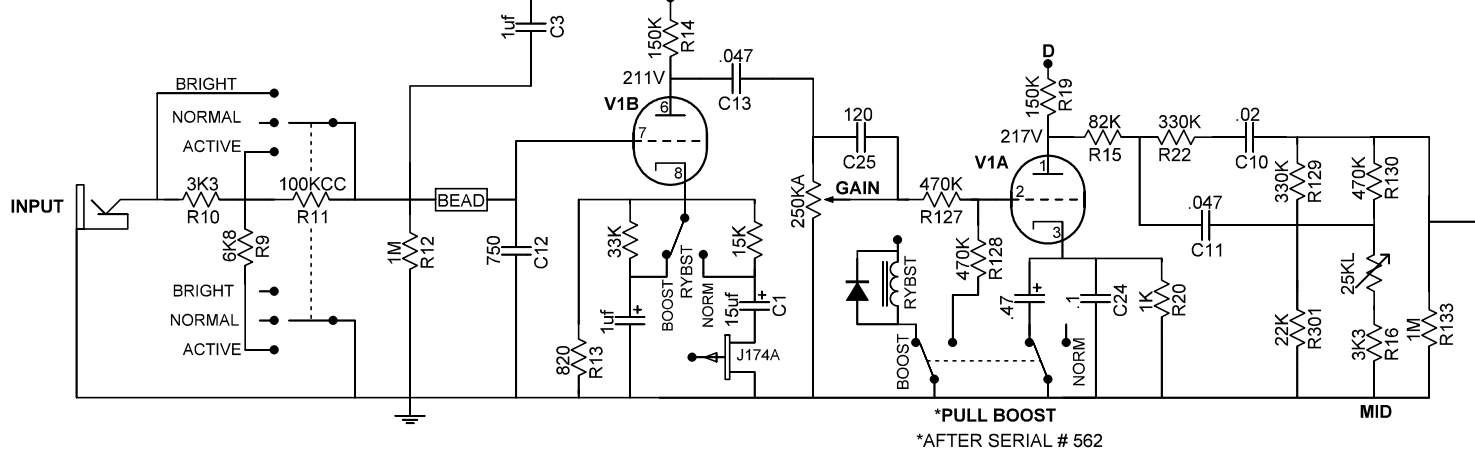 1uf
C3
150K
R14
.047
C13
211V
V1B
6
7
8
BRIGHT
NORMAL
ACTIVE
INPUT
3K3
R10
100KCC
R11
6K8
R9
1M
R12
BEAD
750
C12
BRIGHT
NORMAL
ACTIVE
33K
1uf
820
R13
BOOST
RYBST
NORM
15K
15uf
C1
J174A
120
C25
250KA
GAIN
470K
R127
470K
R128
RYBST
BOOST
D
150K
R19
217V
V1A
1
2
3
82K
R15
330K
R22
.02
C10
.047
C11
.47
.1
C24
1K
R20
NORM
330K
R129
470K
R130
25KL
22K
R301
3K3
R16
1M
R133
MID
*PULL BOOST
*AFTER SERIAL # 562
+
+
+